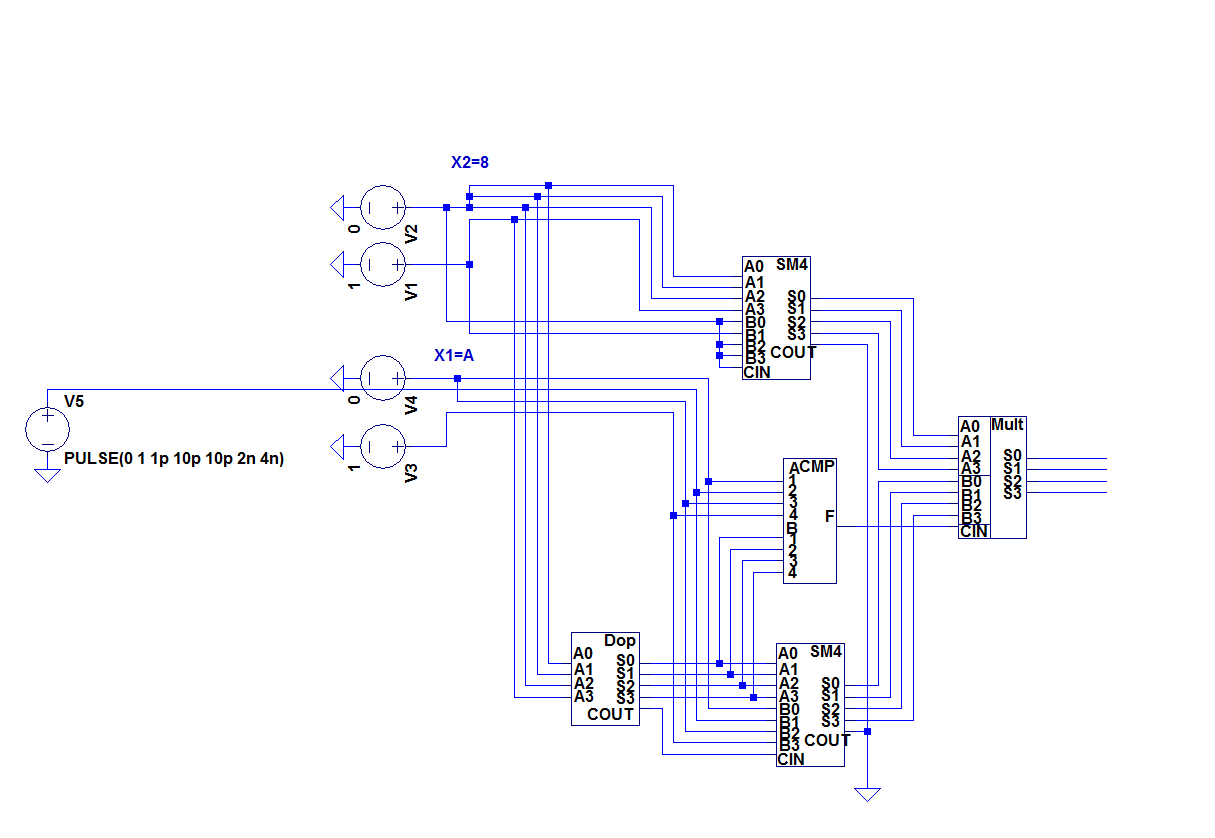 X2=8
0
V2
1
V1
X1=A
0
V4
1
V3
V5
PULSE(0 1 1p 10p 10p 2n 4n)
A0 SM4
A1
A2 S0
A3 S1
B0 S2
B1 S3
B2 COUT
B3
CIN
A0 Mult
A1
A2 S0
A3 S1
B0 S2
B1 S3
B2
B3
CIN
A CMP
1
2
3
4 F
B
1
2
3
4
Dop
A0 S0
A1 S1
A2 S2
A3 S3
COUT
A0 SM4
A1
A2 S0
A3 S1
B0 S2
B1 S3
B2 COUT
B3
CIN